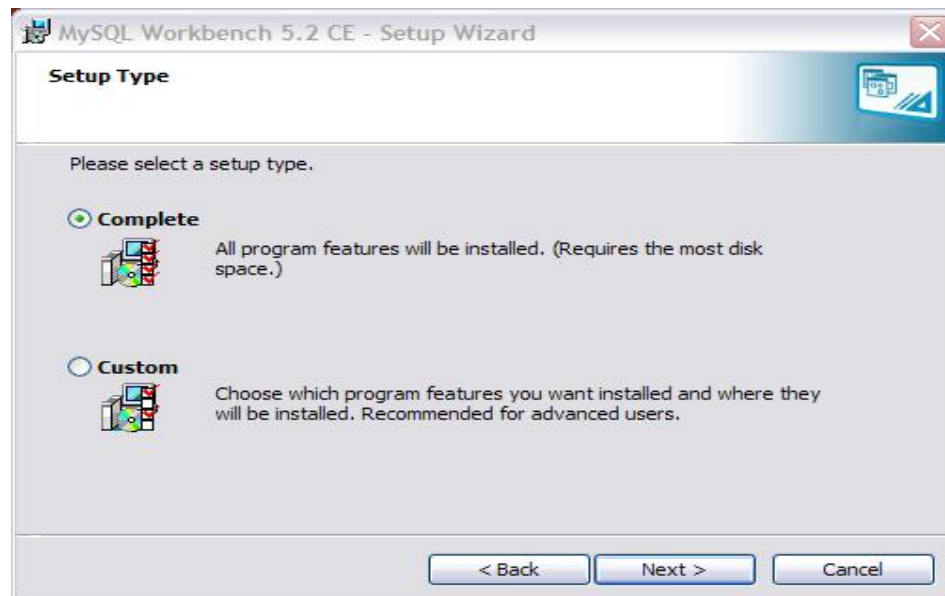 MySQL Workbench 5.2 CE - Setup Wizard
Setup Type
Please select a setup type.
Complete
All program features will be installed. (Requires the most disk
space.)
Custom
Choose which program features you want installed and where they
will be installed. Recommended for advanced users.
< Back
Next >
Cancel